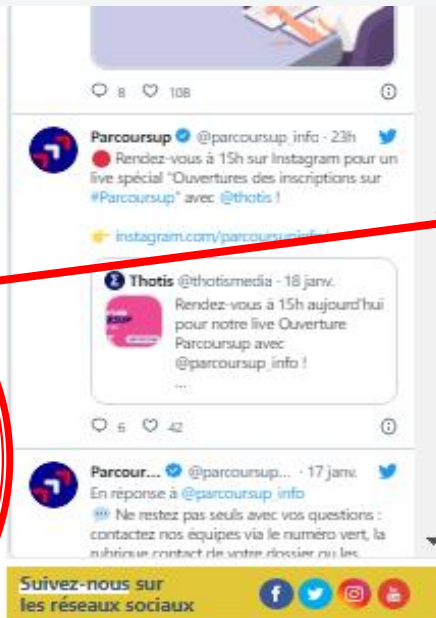 8 108
Parcoursup @parcoursup_info · 23h
Rendez-vous à 15h sur Instagram pour un
live spécial "Ouvertures des inscriptions sur
#Parcoursup" avec @thotis !
instagram.com/parcoursupinfo/
Thotis @thotismedia · 18 janv.
Rendez-vous à 15h aujourd'hui
pour notre live Ouverture
Parcoursup avec
@parcoursup_info !
...
6 42
Parcour... @parcoursup... · 17 janv.
En réponse à @parcoursup_info
Ne restez pas seuls avec vos questions :
contactez nos équipes via le numéro vert, la
rubrique contact de votre dossier ou les
Suivez-nous sur
les réseaux sociaux